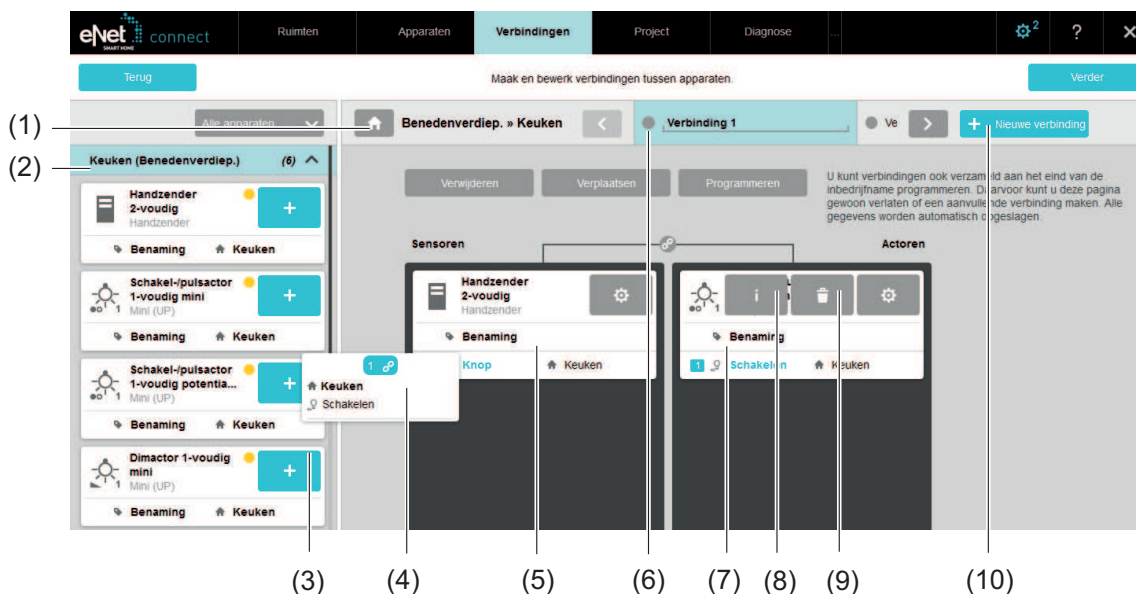 eNet connect Ruimten Apparaten Verbindingen Project Diagnose ... 2 ? ×
SMART HOME
Terug Maak en bewerk verbindingen tussen apparaten. Verder
(1) Alle apparaten Benedenverdiep. » Keuken < Verbinding 1 Ve > + Nieuwe verbinding
(2) Keuken (Benedenverdiep.) (6)
Handzender
2-voudig
Handzender
+
Benaming Keuken
Schakel-/pulsactor
1-voudig mini
Mini (UP)
1
+
Benaming Keuken
Schakel-/pulsactor
1-voudig potentia...
Mini (UP)
1
+
Benaming Keuken
Dimactor 1-voudig
mini
Mini (UP)
1
+
Benaming Keuken
1
Keuken
Schakelen
Verwijderen Verplaatsen Programmeren
U kunt verbindingen ook verzameld aan het eind van de
inbedrijfname programmeren. Daarvoor kunt u deze pagina
gewoon verlaten of een aanvullende verbinding maken. Alle
gegevens worden automatisch opgeslagen.
Sensoren Actoren
Handzender
2-voudig
Handzender
Benaming
Knop Keuken
1 i
Benaming
1 Schakelen Keuken
(3) (4) (5) (6) (7) (8) (9) (10)